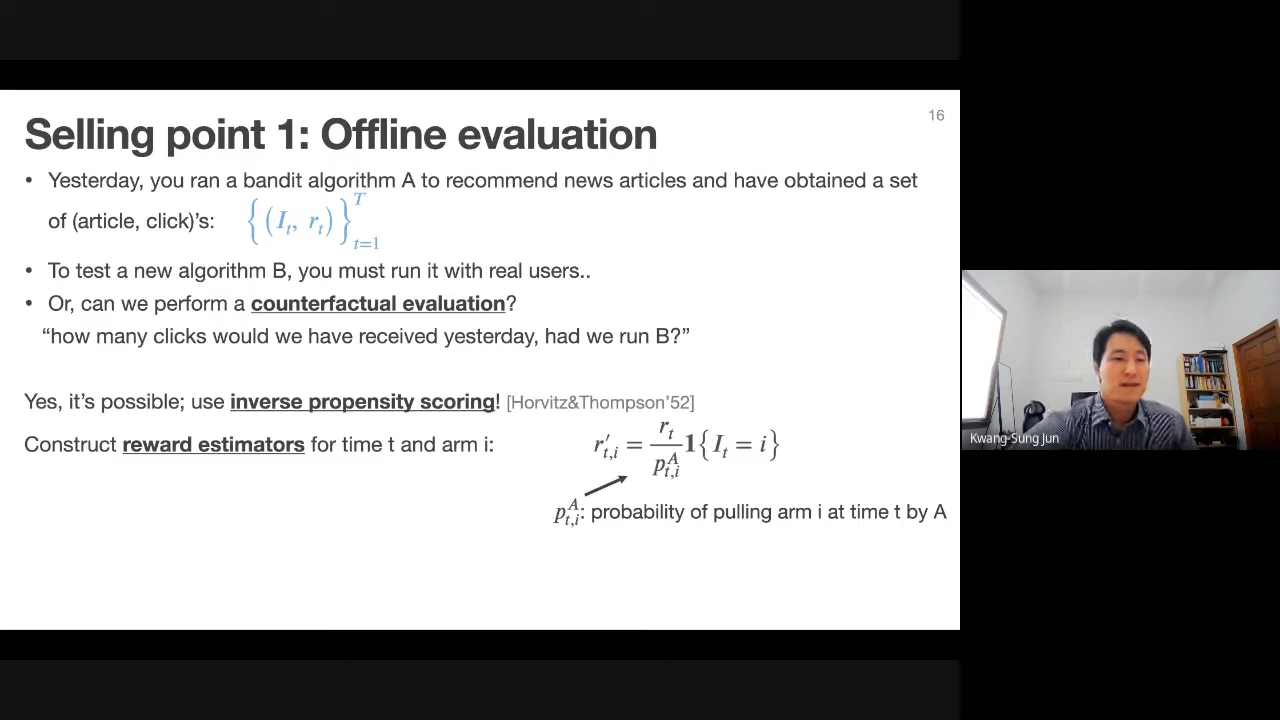 16
Selling point 1: Offline evaluation
• Yesterday, you ran a bandit algorithm A to recommend news articles and have obtained a set
of (article, click)'s: {(I_t, r_t)}_{t=1}^T
• To test a new algorithm B, you must run it with real users..
• Or, can we perform a counterfactual evaluation?
“how many clicks would we have received yesterday, had we run B?”
Yes, it's possible; use inverse propensity scoring! [Horvitz&Thompson'52]
Construct reward estimators for time t and arm i: r'_{t,i} = \frac{r_t}{p^A_{t,i}} 1{I_t = i}
p^A_{t,i}: probability of pulling arm i at time t by A
Kwang-Sung Jun